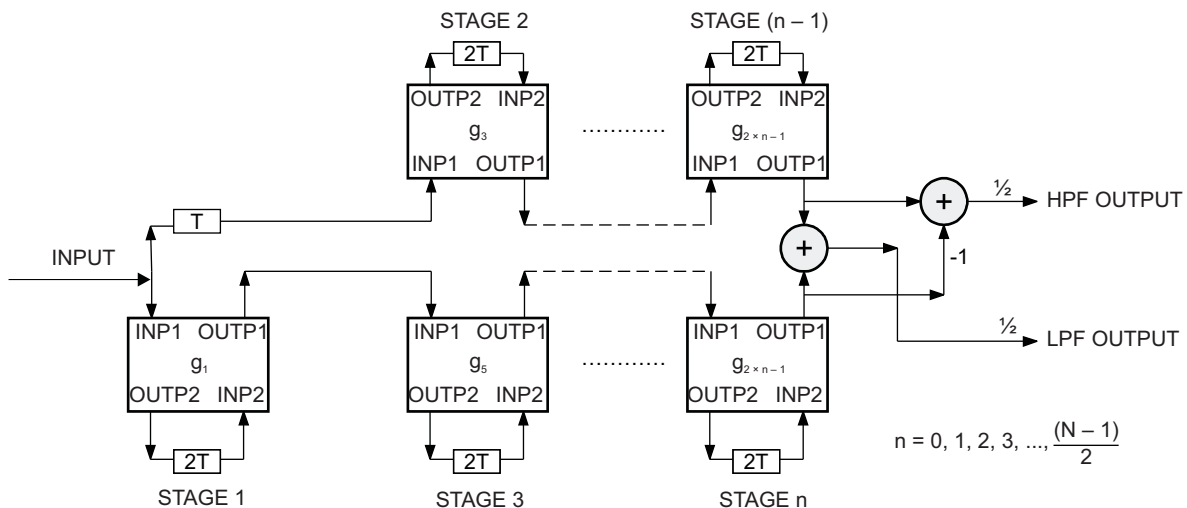 STAGE 2
STAGE (n – 1)
2T
2T
OUTP2 INP2
OUTP2 INP2
g₃
............
g₂ ₓ ₙ ₋ ₁
INP1 OUTP1
INP1 OUTP1
T
+
½
HPF OUTPUT
INPUT
+
-1
INP1 OUTP1
INP1 OUTP1
INP1 OUTP1
½
LPF OUTPUT
g₁
g₅
............
g₂ ₓ ₙ ₋ ₁
OUTP2 INP2
OUTP2 INP2
OUTP2 INP2
n = 0, 1, 2, 3, ..., (N – 1)
2
2T
2T
2T
STAGE 1
STAGE 3
STAGE n